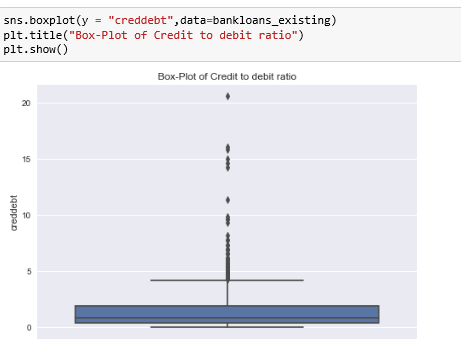 sns.boxplot(y = "creddebt",data=bankloans_existing)
plt.title("Box-Plot of Credit to debit ratio")
plt.show()
Box-Plot of Credit to debit ratio
20
15
10
5
0
creddebt